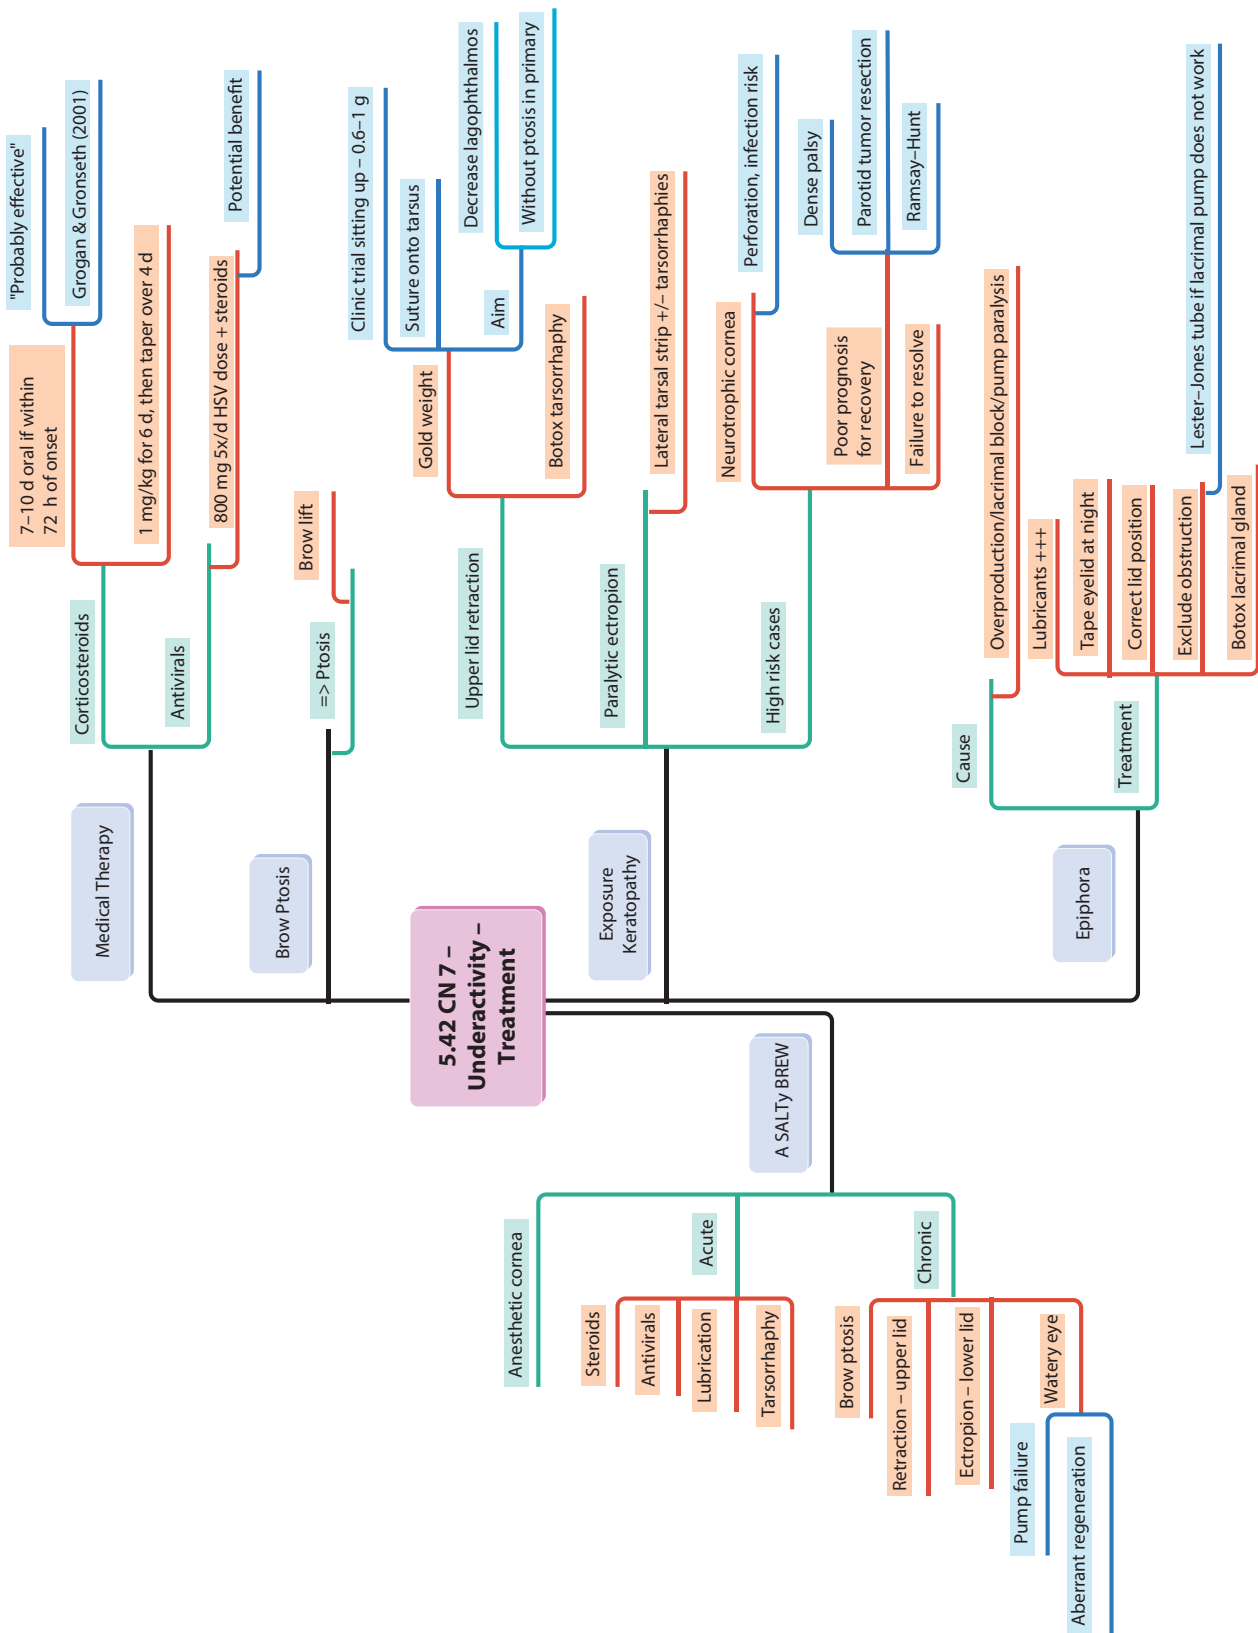 5.42 CN 7 –
Underactivity –
Treatment
Medical Therapy
Corticosteroids
7–10 d oral if within
72 h of onset
"Probably effective"
Grogan & Gronseth (2001)
1 mg/kg for 6 d, then taper over 4 d
Antivirals
800 mg 5x/d HSV dose + steroids
Potential benefit
Brow Ptosis
=> Ptosis
Brow lift
Exposure
Keratopathy
Upper lid retraction
Gold weight
Clinic trial sitting up – 0.6–1 g
Suture onto tarsus
Aim
Decrease lagophthalmos
Without ptosis in primary
Botox tarsorrhaphy
Paralytic ectropion
Lateral tarsal strip +/– tarsorrhaphies
High risk cases
Neurotrophic cornea
Perforation, infection risk
Poor prognosis
for recovery
Dense palsy
Parotid tumor resection
Ramsay–Hunt
Failure to resolve
Epiphora
Cause
Overproduction/lacrimal block/pump paralysis
Treatment
Lubricants +++
Tape eyelid at night
Correct lid position
Exclude obstruction
Lester–Jones tube if lacrimal pump does not work
Botox lacrimal gland
A SALTy BREW
Anesthetic cornea
Acute
Steroids
Antivirals
Lubrication
Tarsorrhaphy
Chronic
Brow ptosis
Retraction – upper lid
Ectropion – lower lid
Watery eye
Pump failure
Aberrant regeneration